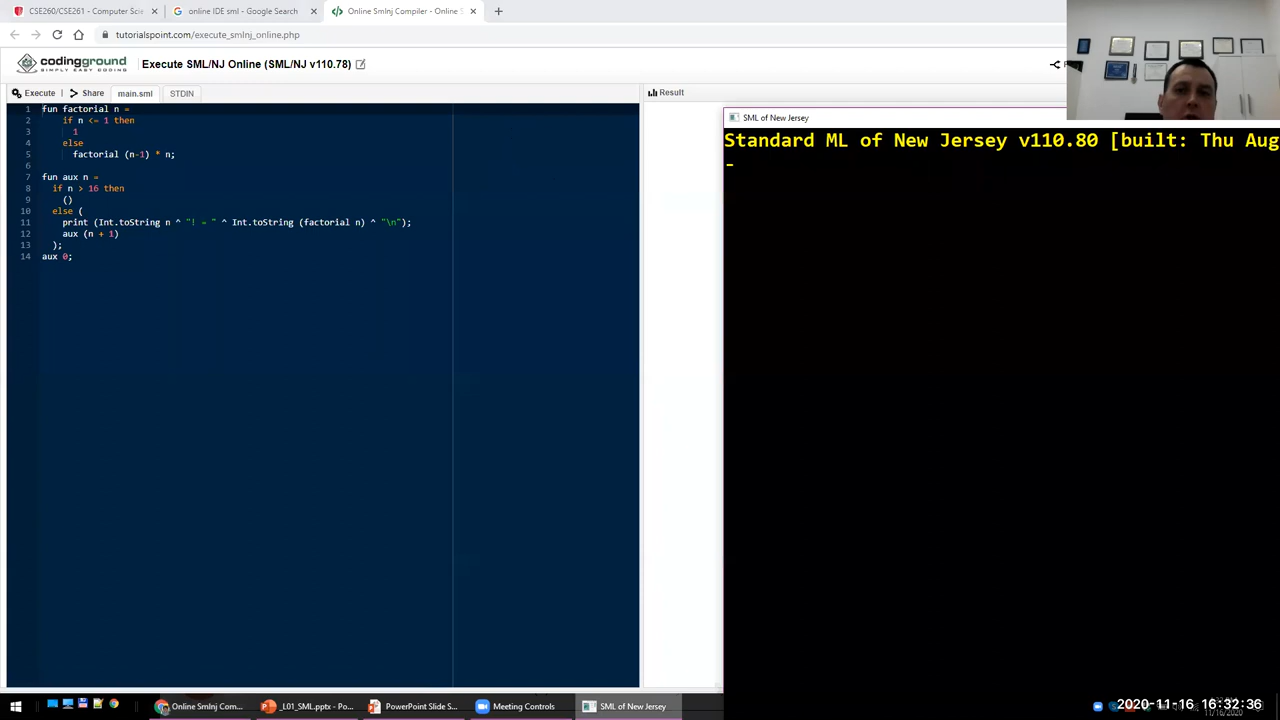 CSE260/CSE261 - Computer Scie
online IDE sml - Google Search
Online Smlnj Compiler - Online S
tutorialspoint.com/execute_smlnj_online.php
codingground
SIMPLY EASY CODING
Execute SML/NJ Online (SML/NJ v110.78)
Execute |
Share
main.sml
STDIN
Result
1 fun factorial n =
2 if n <= 1 then
3 1
4 else
5 factorial (n-1) * n;
6
7 fun aux n =
8 if n > 16 then
9 ()
10 else (
11 print (Int.toString n ^ "! = " ^ Int.toString (factorial n) ^ "\n");
12 aux (n + 1)
13 );
14 aux 0;
SML of New Jersey
Standard ML of New Jersey v110.80 [built: Thu Aug
-
Online Smlnj Com...
_L01_SML.pptx - Po...
PowerPoint Slide S...
Meeting Controls
SML of New Jersey
2020-11-16 16:32:36
11/16/2020